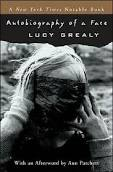 A New York Times Notable Book
Autobiography of a Face
LUCY GREALY
With an Afterword by Ann Patchett